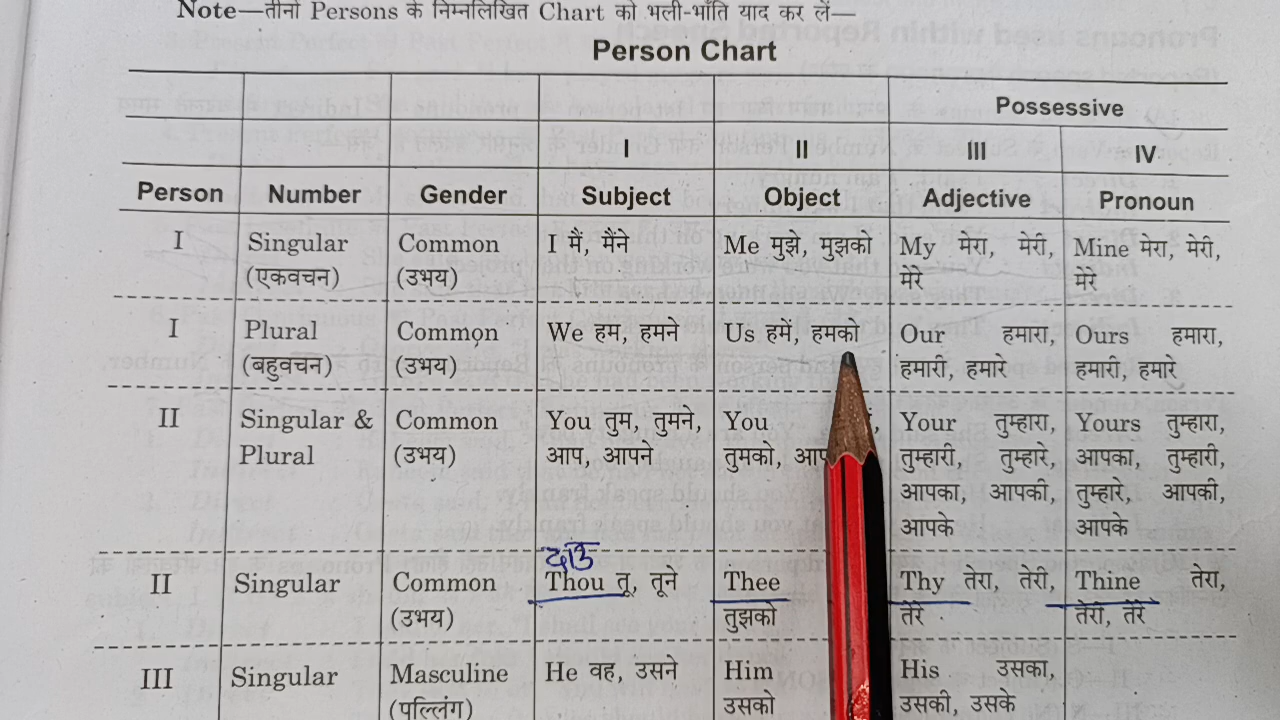 Note—तीनों Persons के निम्नलिखित Chart को भली-भाँति याद कर लें—
Person Chart
Possessive
I II III IV
Person Number Gender Subject Object Adjective Pronoun
I Singular Common I मैं, मैंने Me मुझे, मुझको My मेरा, मेरी, Mine मेरा, मेरी,
(एकवचन) (उभय) मेरे मेरे
I Plural Common We हम, हमने Us हमें, हमको Our हमारा, Ours हमारा,
(बहुवचन) (उभय) हमारी, हमारे हमारी, हमारे
II Singular & Common You तुम, तुमने, You Your तुम्हारा, Yours तुम्हारा,
Plural (उभय) आप, आपने तुमको, तुम्हारी, तुम्हारे आपका, तुम्हारी,
आपका, आपकी, तुम्हारे, आपकी,
आपके आपके
II Singular Common Thou तू, तूने Thee Thy तेरा, तेरी, Thine तेरा,
(उभय) तुझको तेरे तेरी, तेरे
III Singular Masculine He वह, उसने Him His उसका,
(पुल्लिंग) उसको उसकी, उसके